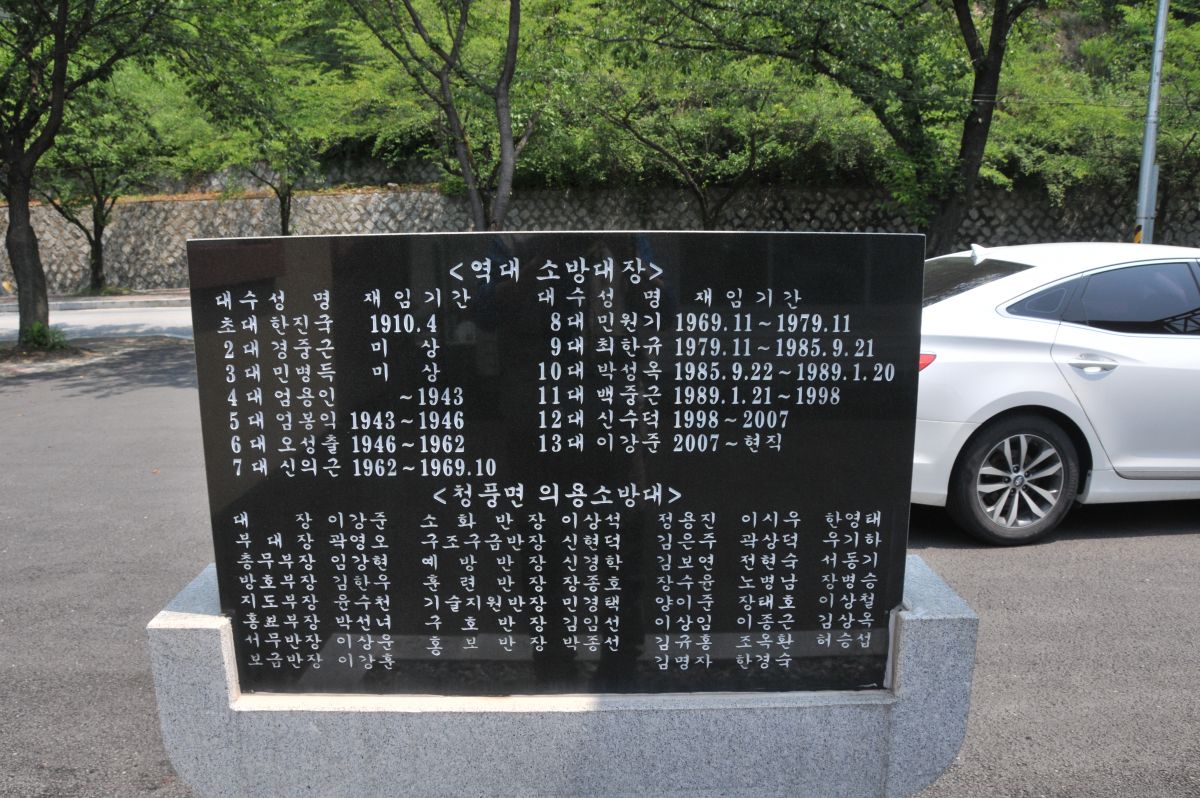 <역대 소방대장>
대수 성명 재임기간 대수 성명 재임기간
초대 한진국 1910.4 8대 민원기 1969.11~1979.11
2대 경중근 미상 9대 최한규 1979.11~1985.9.21
3대 민병득 미상 10대 박성옥 1985.9.22~1989.1.20
4대 엄용인 ~1943 11대 백중근 1989.1.21~1998
5대 엄봉익 1943~1946 12대 신수덕 1998~2007
6대 오성출 1946~1962 13대 이강준 2007~현직
7대 신의근 1962~1969.10
<청풍면 의용소방대>
대장 이강준 소화반장 이상석 정용진 이시우 한영태
부대장 곽영오 구조구급반장 신현덕 김은주 곽상덕 우기하
총무부장 임강현 예방반장 신경학 김보연 전현숙 서동기
방호부장 김한우 훈련반장 장종호 장수윤 노병남 장병승
지도부장 윤수천 기술지원반장 민경택 양이준 장태호 이상철
홍보부장 박선녀 구호반장 김임선 이상임 이종근 김상옥
서무반장 이상운 홍보반장 박종선 김규홍 조옥환 허승섭
보급반장 이강훈 김명자 한경숙